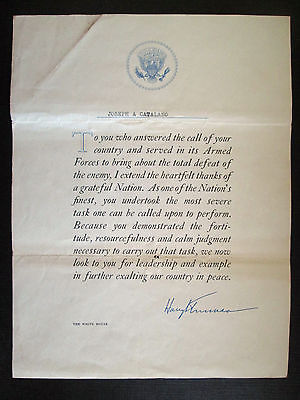 JOSEPH A CATALANO
To you who answered the call of your
country and served in its Armed
Forces to bring about the total defeat of
the enemy, I extend the heartfelt thanks of
a grateful Nation. As one of the Nation's
finest, you undertook the most severe
task one can be called upon to perform.
Because you demonstrated the forti-
tude, resourcefulness and calm judgment
necessary to carry out that task, we now
look to you for leadership and example
in further exalting our country in peace.
Harry Truman
THE WHITE HOUSE